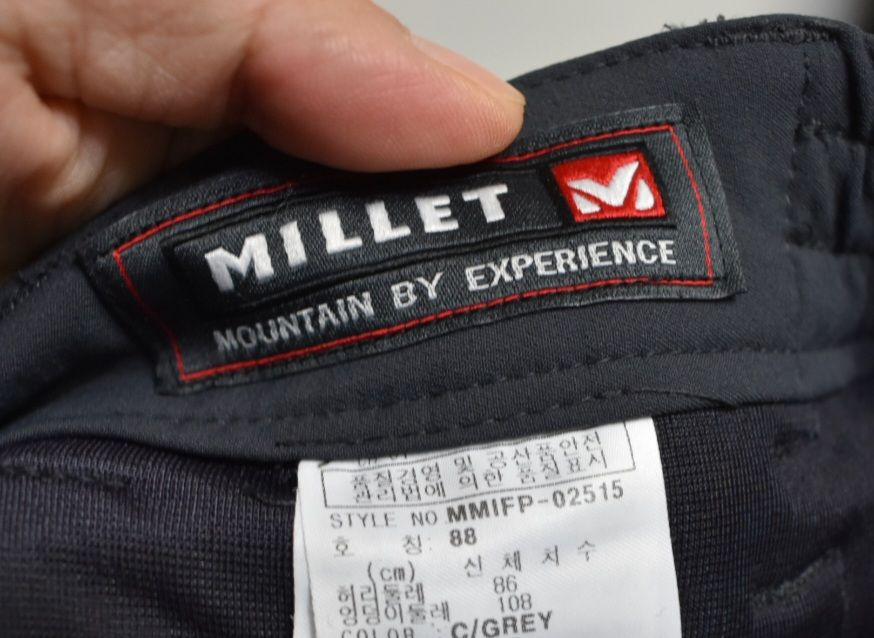 MILLET
MOUNTAIN BY EXPERIENCE
품질경영 및 공산품안전
관리법에 의한 품질표시
STYLE NO. MMIFP-02515
호 칭: 88
(cm) 신체치수
허리둘레 86
엉덩이둘레 108
COLOR : C/GREY